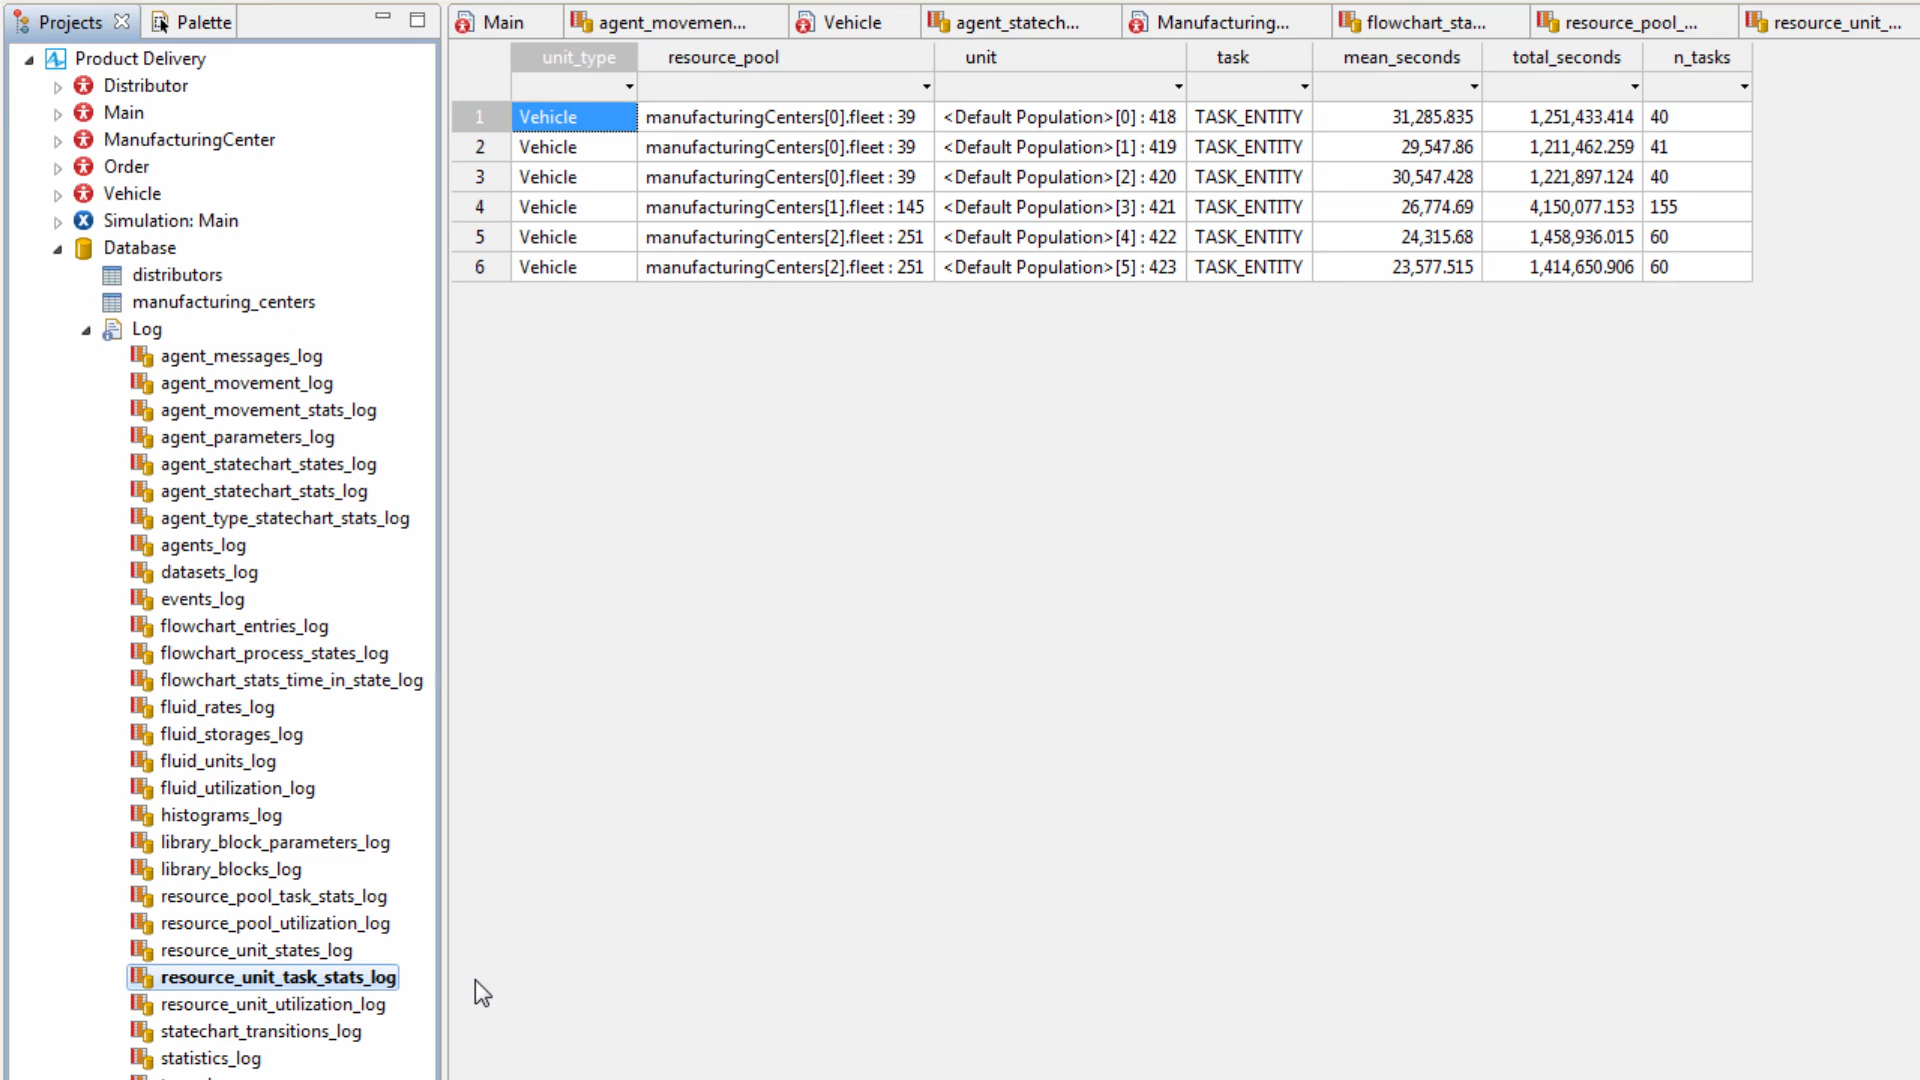 Projects
Palette
Product Delivery
Distributor
Main
ManufacturingCenter
Order
Vehicle
Simulation: Main
Database
distributors
manufacturing_centers
Log
agent_messages_log
agent_movement_log
agent_movement_stats_log
agent_parameters_log
agent_statechart_states_log
agent_statechart_stats_log
agent_type_statechart_stats_log
agents_log
datasets_log
events_log
flowchart_entries_log
flowchart_process_states_log
flowchart_stats_time_in_state_log
fluid_rates_log
fluid_storages_log
fluid_units_log
fluid_utilization_log
histograms_log
library_block_parameters_log
library_blocks_log
resource_pool_task_stats_log
resource_pool_utilization_log
resource_unit_states_log
resource_unit_task_stats_log
resource_unit_utilization_log
statechart_transitions_log
statistics_log
Main agent_movemen... Vehicle agent_statech... Manufacturing... flowchart_sta... resource_pool_... resource_unit_...
unit_type resource_pool unit task mean_seconds total_seconds n_tasks
1 Vehicle manufacturingCenters[0].fleet : 39 <Default Population>[0] : 418 TASK_ENTITY 31,285.835 1,251,433.414 40
2 Vehicle manufacturingCenters[0].fleet : 39 <Default Population>[1] : 419 TASK_ENTITY 29,547.86 1,211,462.259 41
3 Vehicle manufacturingCenters[0].fleet : 39 <Default Population>[2] : 420 TASK_ENTITY 30,547.428 1,221,897.124 40
4 Vehicle manufacturingCenters[1].fleet : 145 <Default Population>[3] : 421 TASK_ENTITY 26,774.69 4,150,077.153 155
5 Vehicle manufacturingCenters[2].fleet : 251 <Default Population>[4] : 422 TASK_ENTITY 24,315.68 1,458,936.015 60
6 Vehicle manufacturingCenters[2].fleet : 251 <Default Population>[5] : 423 TASK_ENTITY 23,577.515 1,414,650.906 60